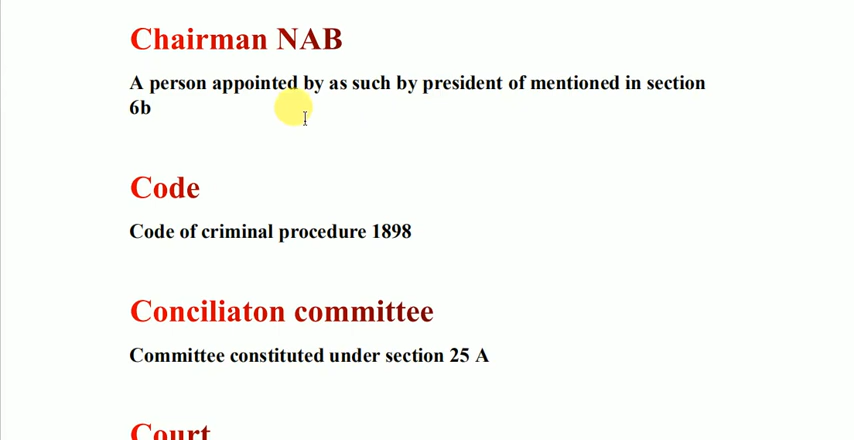 Chairman NAB
A person appointed by as such by president of mentioned in section
6b
Code
Code of criminal procedure 1898
Conciliaton committee
Committee constituted under section 25 A
Court